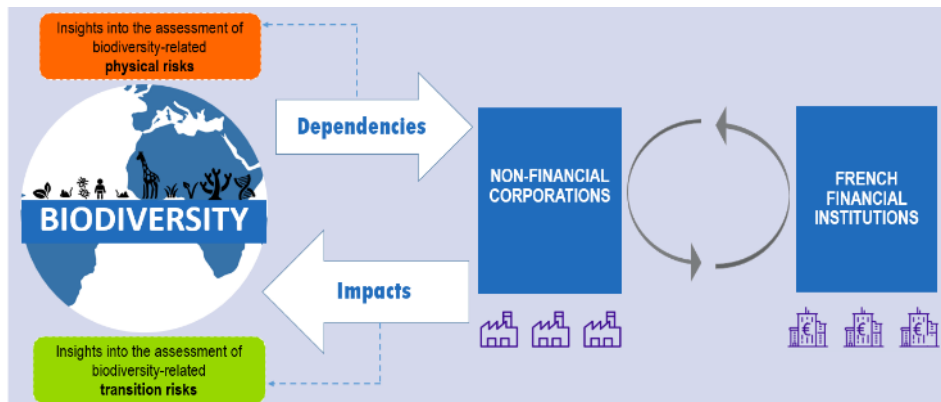 Insights into the assessment of
biodiversity-related
physical risks
Dependencies
BIODIVERSITY
NON-FINANCIAL
CORPORATIONS
FRENCH
FINANCIAL
INSTITUTIONS
Impacts
€
€
€
Insights into the assessment of
biodiversity-related
transition risks